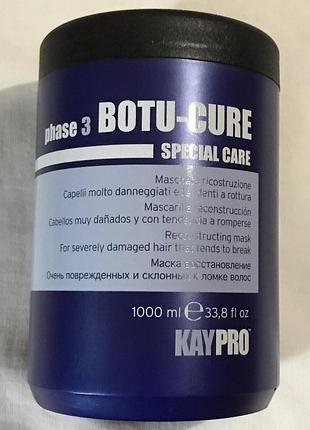 phase 3 BOTU-CURE
SPECIAL CARE
Maschera ricostruzione
Capelli molto danneggiati e tendenti a rottura
Mascarilla reconstrucción
Cabellos muy dañados y con tendencia a romperse
Reconstructing mask
For severely damaged hair that tends to break
Маска восстановление
Очень поврежденных и склонных к ломке волос
1000 ml e 33,8 fl oz
KAYPRO